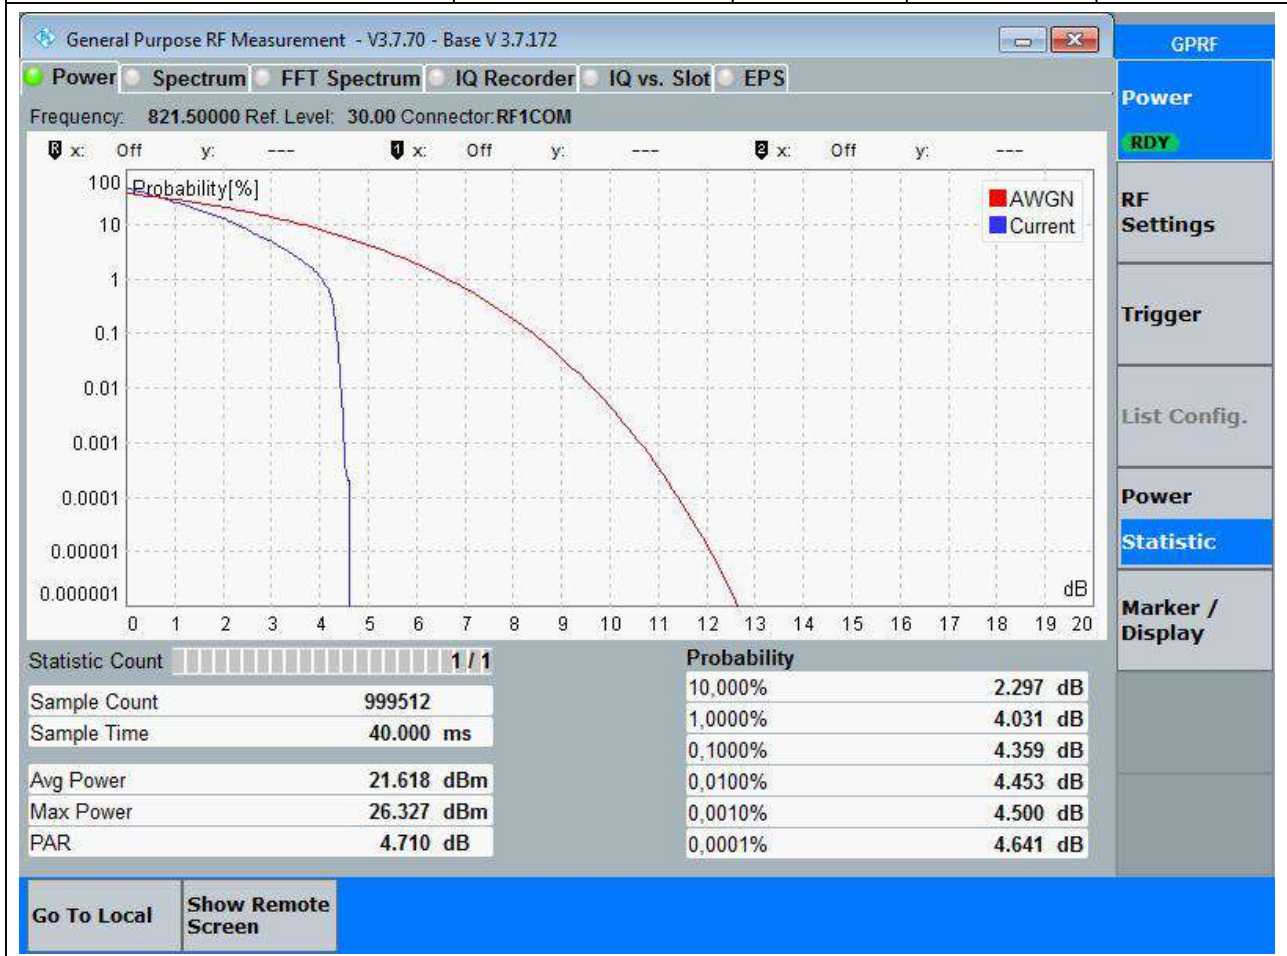 General Purpose RF Measurement - V3.7.70 - Base V 3.7.172
GPRF
Power Spectrum FFT Spectrum IQ Recorder IQ vs. Slot EPS
Frequency: 821.50000 Ref. Level: 30.00 Connector:RF1COM
Power
RDY
R x: Off y: --- 1 x: Off y: --- 2 x: Off y: ---
Probability[%]
AWGN
Current
100
10
1
0.1
0.01
0.001
0.0001
0.00001
0.000001
dB
0 1 2 3 4 5 6 7 8 9 10 11 12 13 14 15 16 17 18 19 20
RF
Settings
Trigger
List Config.
Power
Statistic
Marker /
Display
Statistic Count 1 / 1
Sample Count 999512
Sample Time 40.000 ms
Avg Power 21.618 dBm
Max Power 26.327 dBm
PAR 4.710 dB
Probability
10,000% 2.297 dB
1,0000% 4.031 dB
0,1000% 4.359 dB
0,0100% 4.453 dB
0,0010% 4.500 dB
0,0001% 4.641 dB
Go To Local
Show Remote
Screen